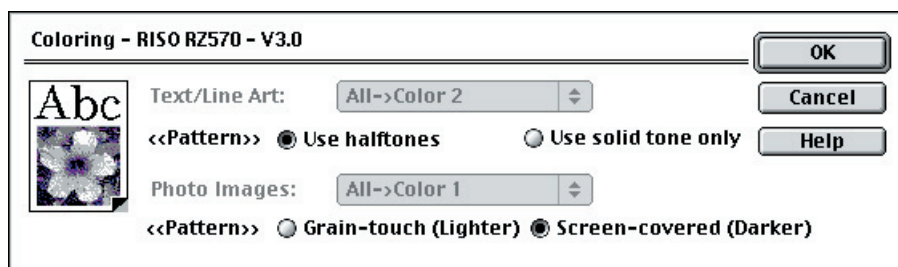 Coloring - RISO RZ570 - V3.0
OK
Abc
Text/Line Art: All->Color 2
Cancel
<<Pattern>> Use halftones Use solid tone only
Help
Photo Images: All->Color 1
<<Pattern>> Grain-touch (Lighter) Screen-covered (Darker)